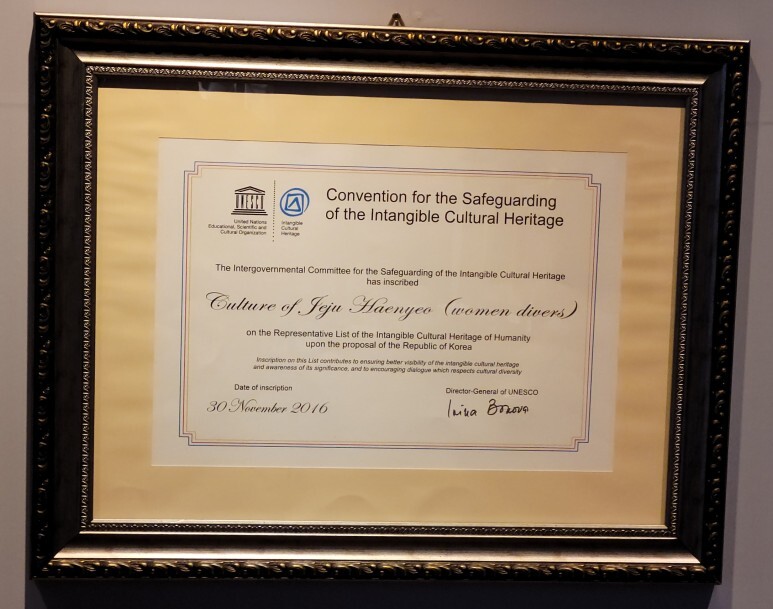 UNESCO
United Nations
Educational, Scientific and
Cultural Organization
Intangible
Cultural
Heritage
Convention for the Safeguarding
of the Intangible Cultural Heritage
The Intergovernmental Committee for the Safeguarding of the Intangible Cultural Heritage
has inscribed
Culture of Jeju Haenyeo (women divers)
on the Representative List of the Intangible Cultural Heritage of Humanity
upon the proposal of the Republic of Korea
Inscription on this List contributes to ensuring better visibility of the intangible cultural heritage
and awareness of its significance, and to encouraging dialogue which respects cultural diversity
Date of inscription
30 November 2016
Director-General of UNESCO
Irina Bokova